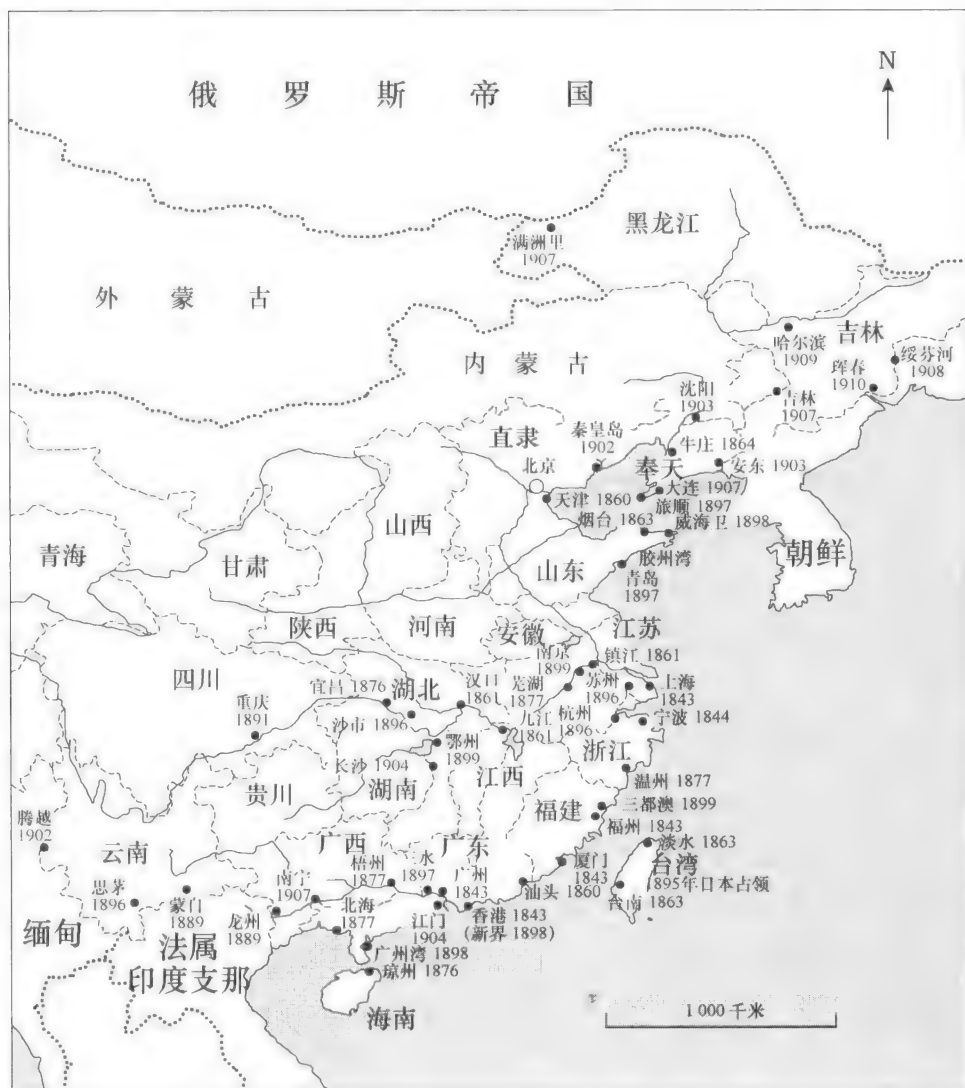 N
俄罗斯帝国
黑龙江
满洲里
1907
外蒙古
内蒙古
哈尔滨
1909
吉林
绥芬河
1908
珲春
1910
吉林
1907
沈阳
1903
直隶
秦皇岛
1902
牛庄 1864
北京
奉天
安东 1903
天津 1860
大连 1907
旅顺 1897
烟台 1863
威海卫 1898
山西
青海
甘肃
山东
胶州湾
青岛
1897
朝鲜
陕西
河南
安徽
江苏
南京
1899
镇江 1861
四川
宜昌 1876
湖北
汉口
1861
芜湖
1877
苏州
1896
上海
1843
重庆
1891
沙市 1896
九江
1861
杭州
1896
宁波 1844
鄂州
1899
浙江
长沙 1904
江西
温州 1877
贵川
湖南
福建
三都澳 1899
福州 1843
腾越
1902
云南
广西
广东
淡水 1863
台湾
梧州
1877
三水
1897
广州
1843
厦门
1843
汕头 1860
1895年日本占领
台南 1863
思茅
1896
蒙门
1889
南宁
1907
龙州
1889
北海
1877
江门
1904
香港 1843
(新界 1898)
缅甸
法属
印度支那
广州湾 1898
琼州 1876
海南
1 000 千米